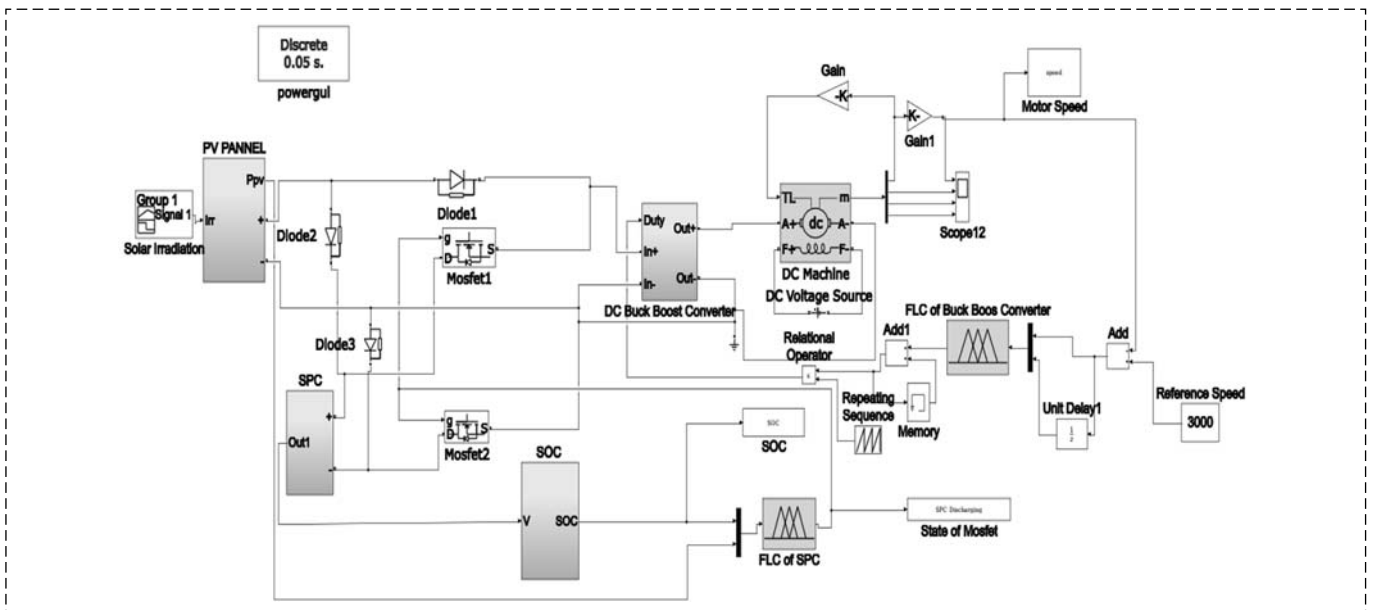 Discrete
0.05 s.
powergul
Gain
-K
K-
Gain1
speed
Motor Speed
PV PANNEL
Ppv
+
-
Irr
Group 1
Signal 1
Solar Irradiation
Diode2
Diode1
g
D
S
Mosfet1
Duty
In+
In-
Out+
Out-
DC Buck Boost Converter
TL
m
A+
dc
A-
F+
F-
DC Machine
DC Voltage Source
Scope12
FLC of Buck Boos Converter
Add1
Add
Relational
Operator
Diode3
SPC
+
Out1
-
g
D
S
Mosfet2
Repeating
Sequence
Memory
Unit Delay1
1
2
Reference Speed
3000
SOC
SOC
SOC
V
SOC
FLC of SPC
SPC Discharging
State of Mosfet